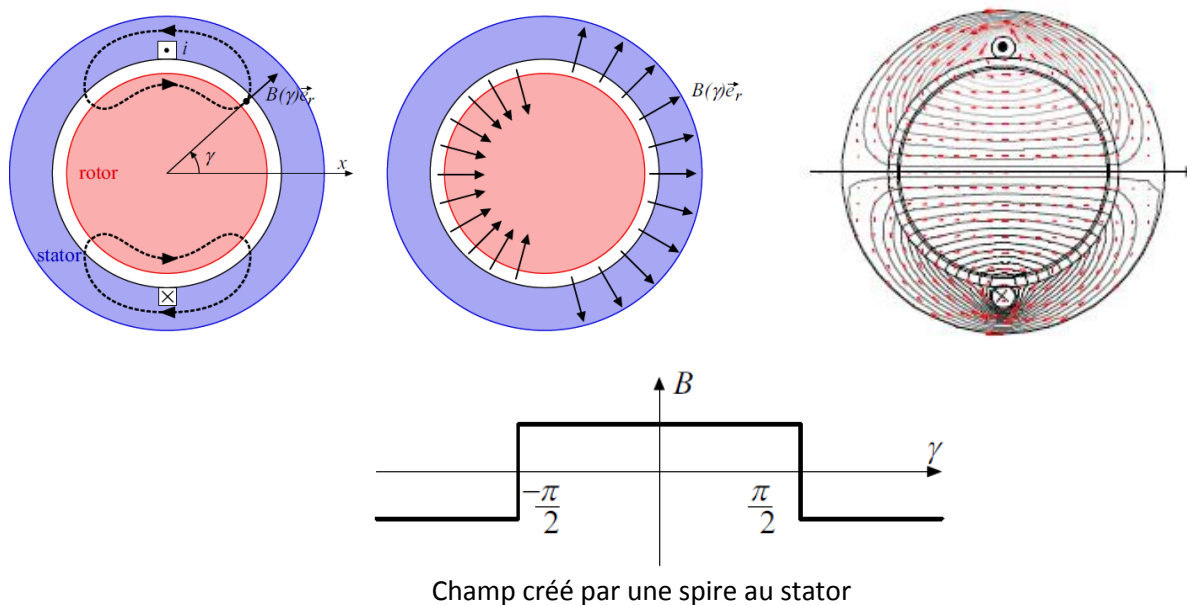 i
B(γ)e⃗r
γ
x
rotor
stator
B(γ)e⃗r
B
γ
−π/2
π/2
Champ créé par une spire au stator